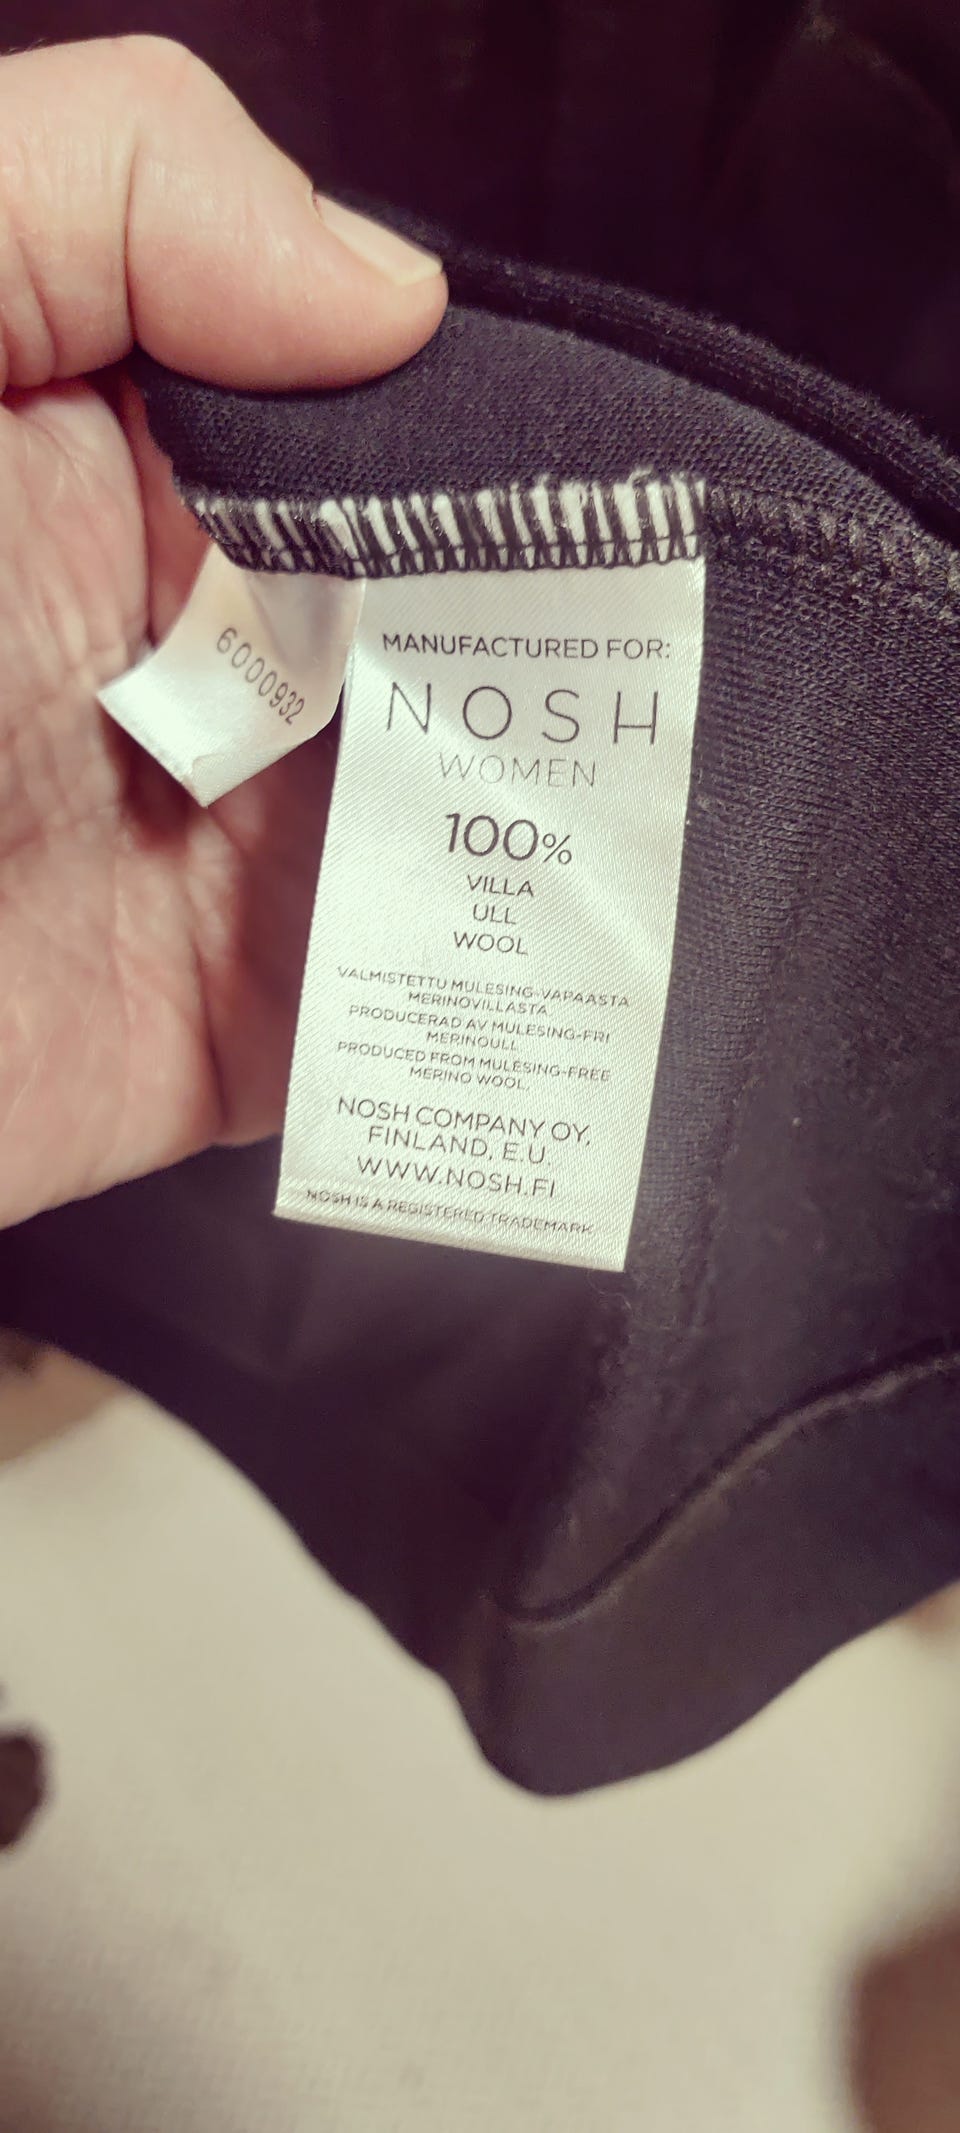 6000932
MANUFACTURED FOR:
NOSH
WOMEN
100%
VILLA
ULL
WOOL
VALMISTETTU MULESING-VAPAASTA
MERINOVILLASTA
PRODUCERAD AV MULESING-FRI
MERINOULL.
PRODUCED FROM MULESING-FREE
MERINO WOOL.
NOSH COMPANY OY,
FINLAND, E.U.
WWW.NOSH.FI
NOSH IS A REGISTERED TRADEMARK